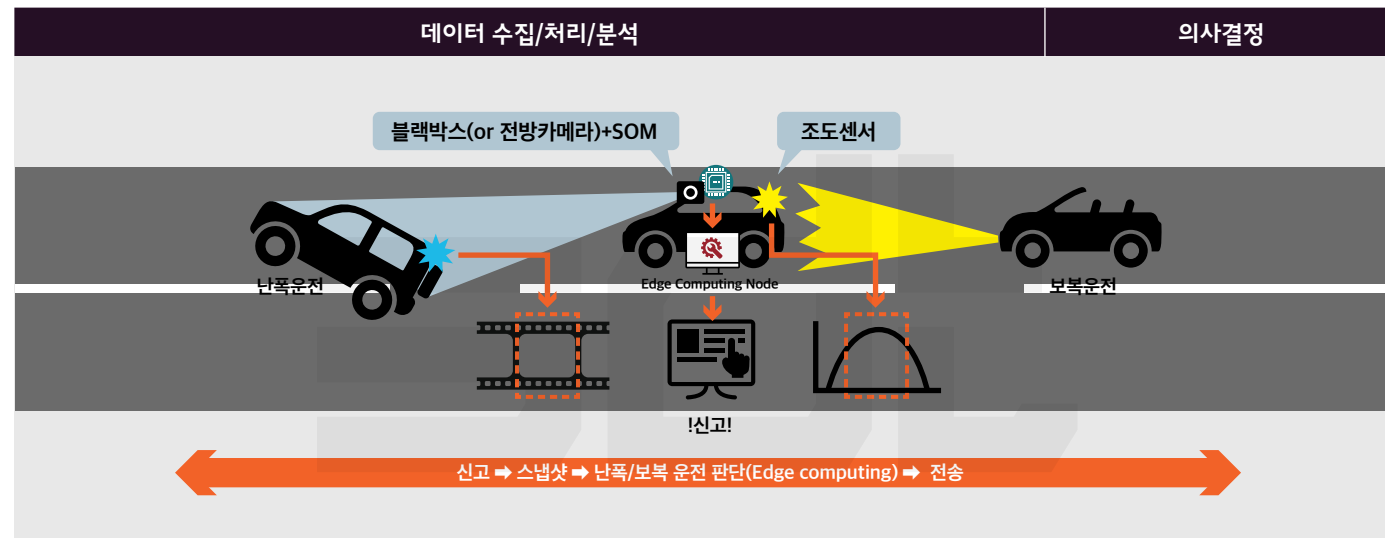 데이터 수집/처리/분석
의사결정
블랙박스(or 전방카메라)+SOM
조도센서
난폭운전
Edge Computing Node
보복운전
!신고!
신고 ➡ 스냅샷 ➡ 난폭/보복 운전 판단(Edge computing) ➡ 전송